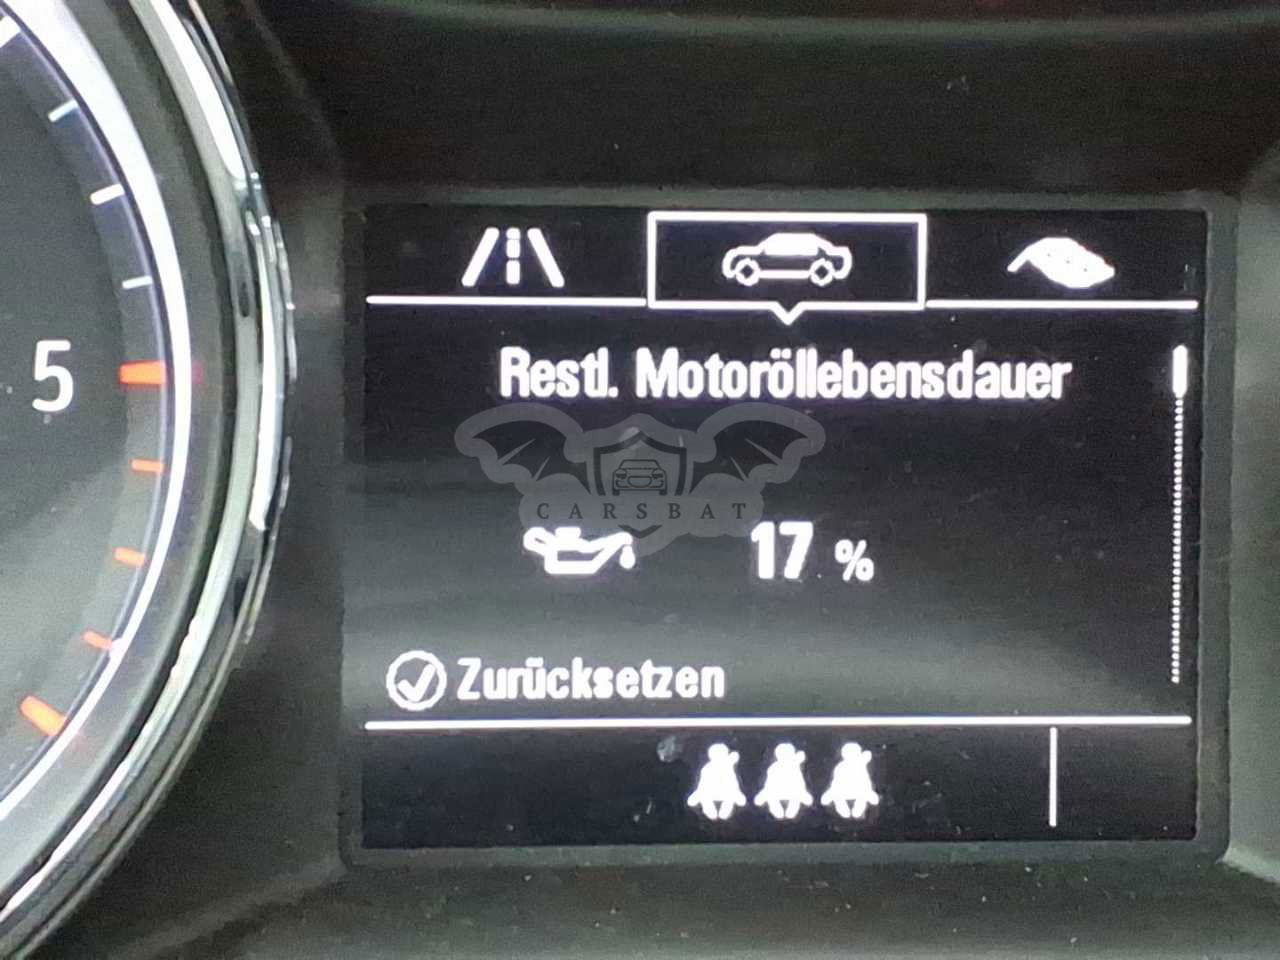 5
Restl. Motoröllebensdauer
CARSBAT
17 %
Zurücksetzen